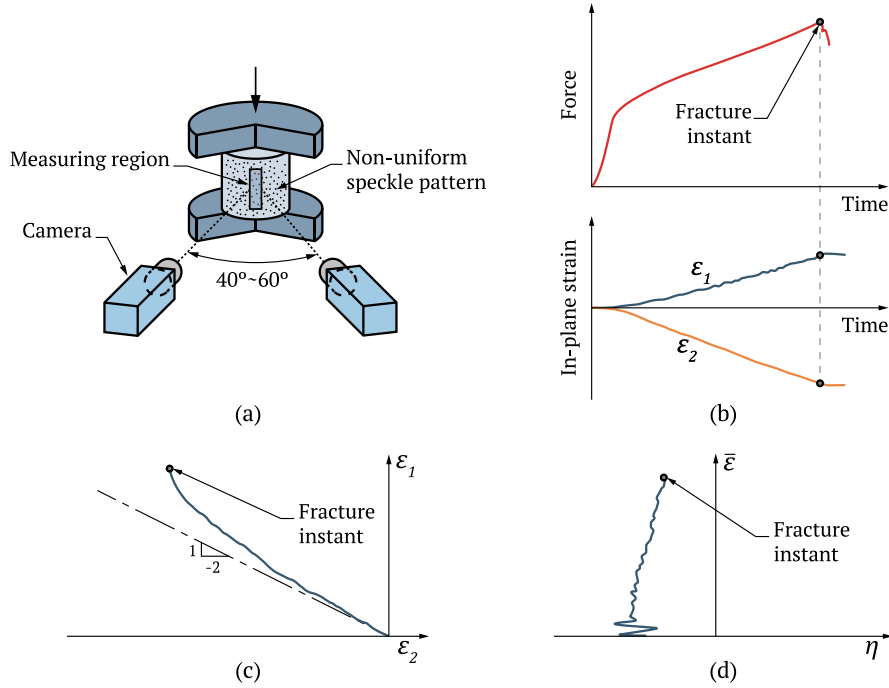 Measuring region
Non-uniform
speckle pattern
Camera
40º~60º
(a)
Force
Fracture
instant
Time
In-plane strain
ε1
ε2
Time
(b)
ε1
Fracture
instant
1
-2
ε2
(c)
ε̄
Fracture
instant
η
(d)